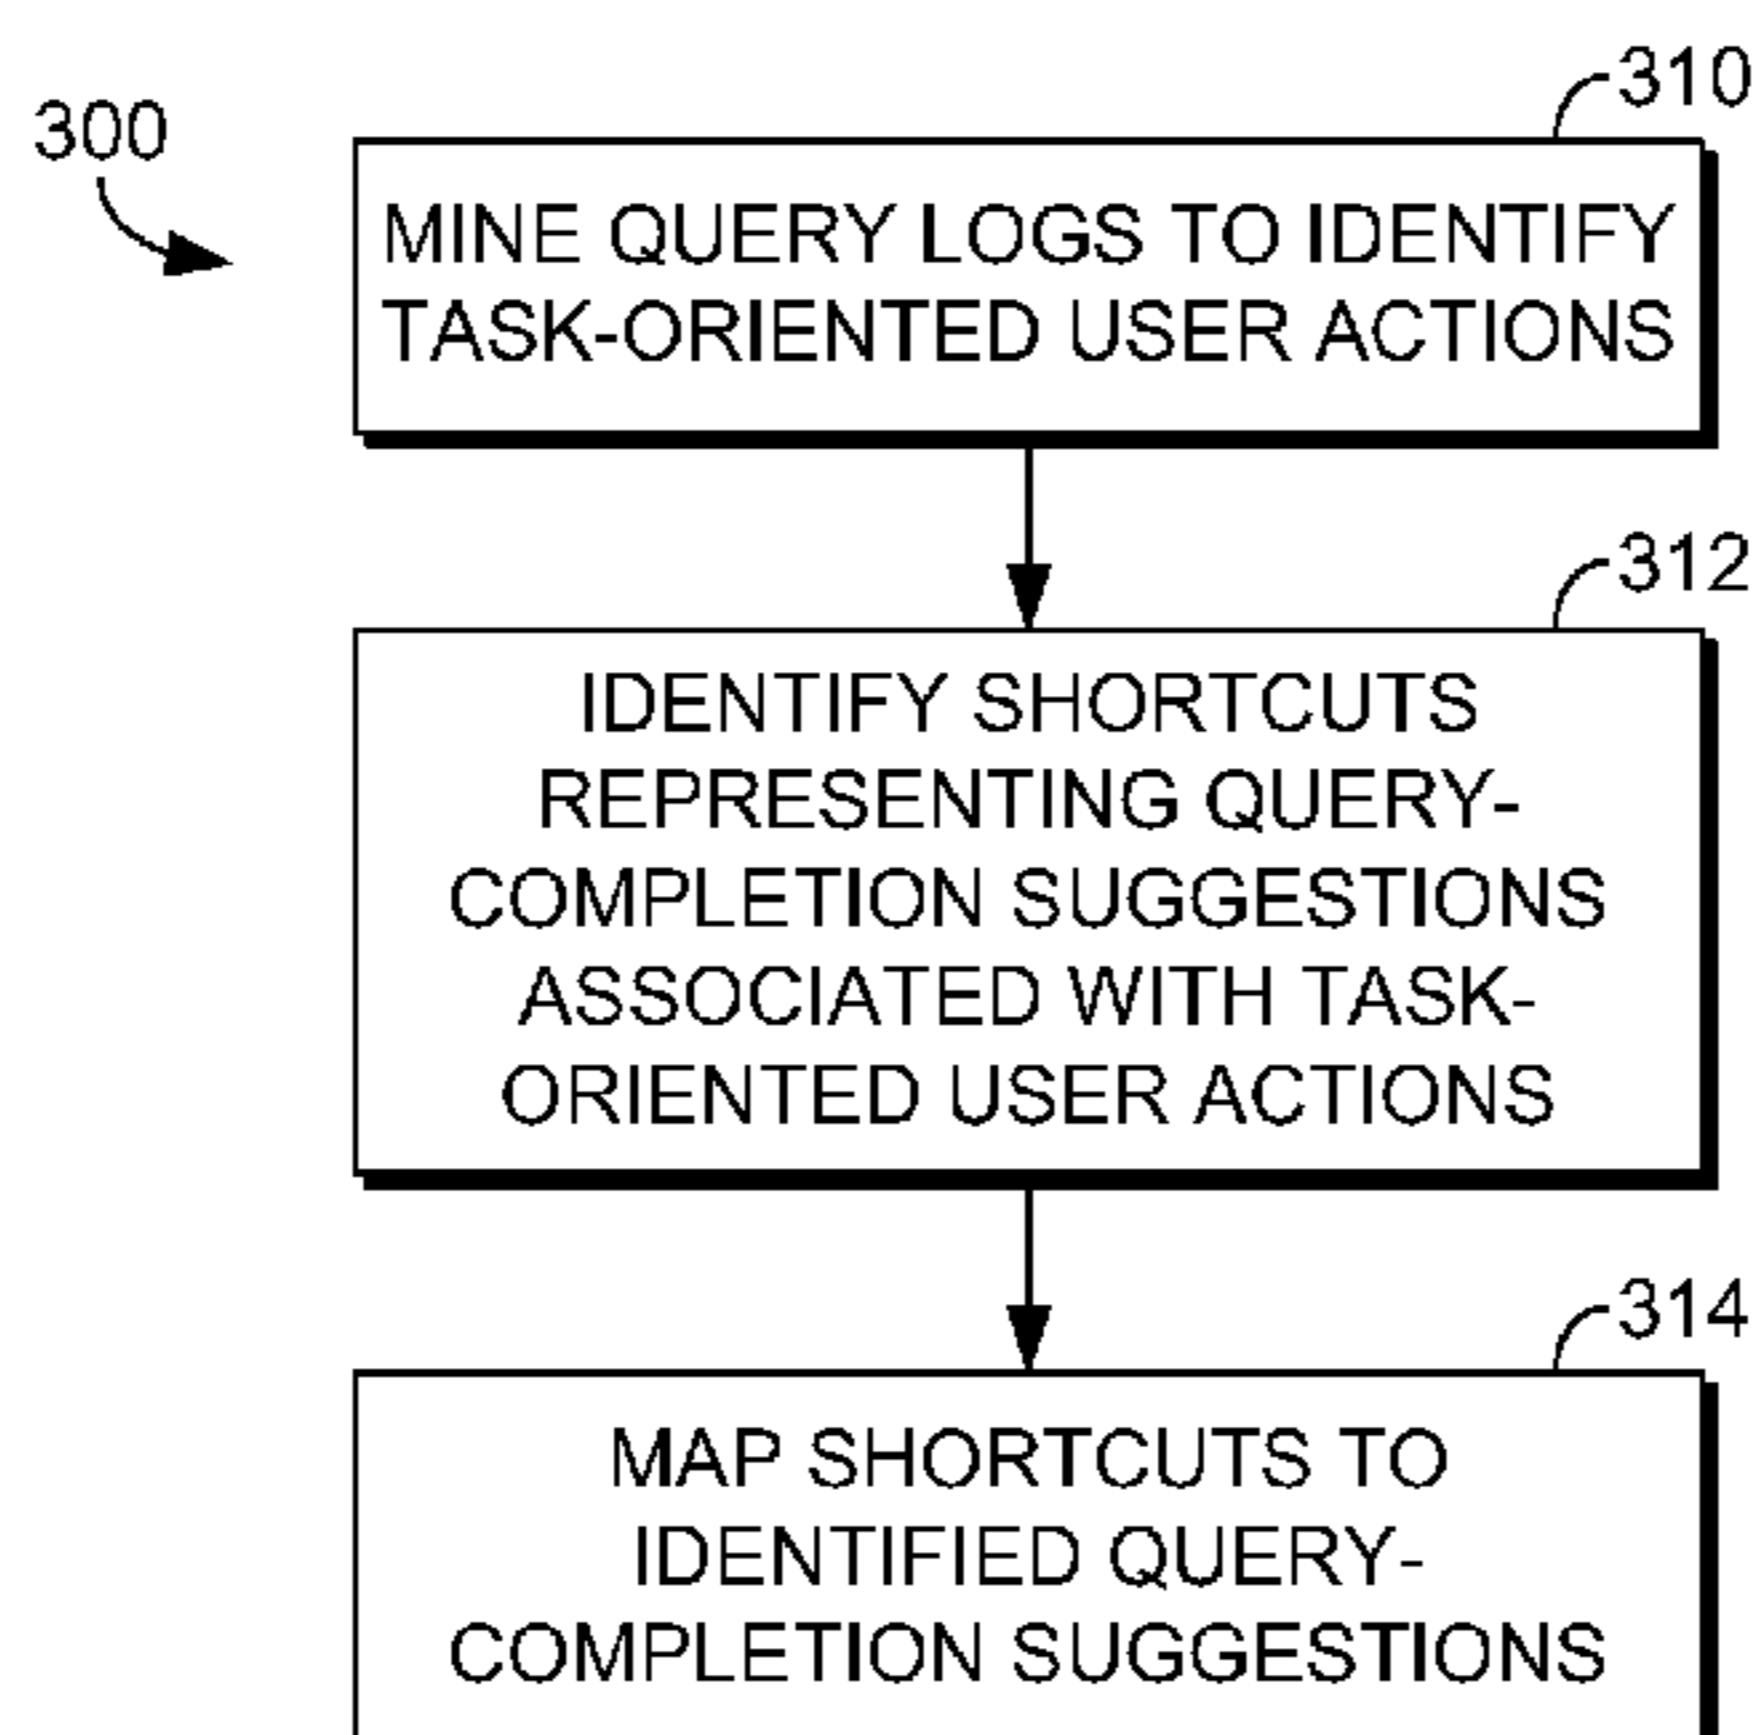 310
300
MINE QUERY LOGS TO IDENTIFY
TASK-ORIENTED USER ACTIONS
312
IDENTIFY SHORTCUTS
REPRESENTING QUERY-
COMPLETION SUGGESTIONS
ASSOCIATED WITH TASK-
ORIENTED USER ACTIONS
314
MAP SHORTCUTS TO
IDENTIFIED QUERY-
COMPLETION SUGGESTIONS